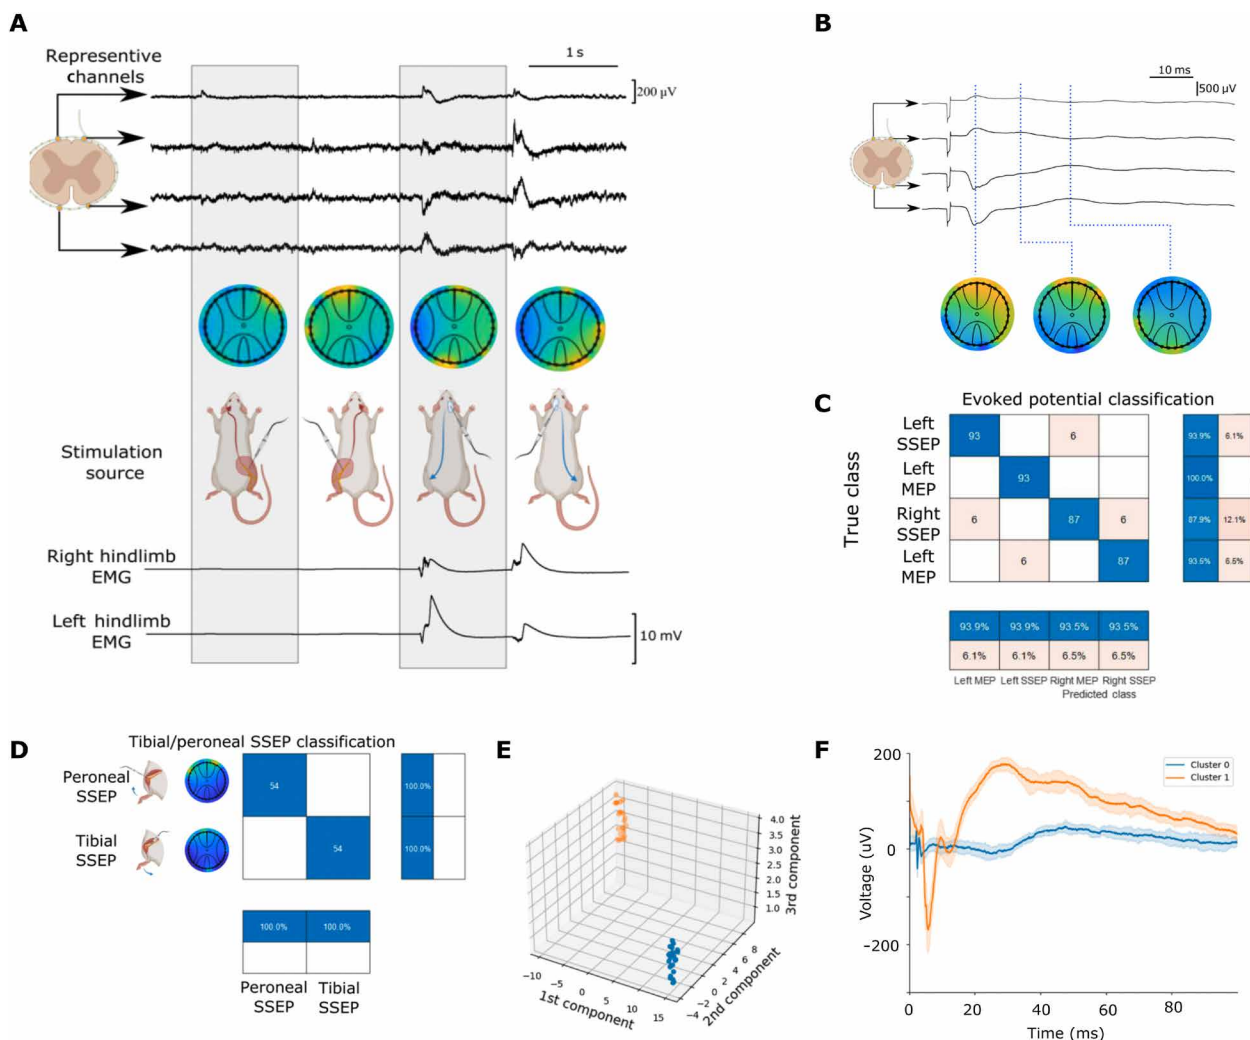 A
Representive
channels
1 s
200 µV
Stimulation
source
Right hindlimb
EMG
Left hindlimb
EMG
10 mV
B
10 ms
500 µV
C
Evoked potential classification
True class
Left
SSEP
93
6
93.9%
6.1%
Left
MEP
93
100.0%
Right
SSEP
6
87
6
87.9%
12.1%
Left
MEP
6
87
93.5%
6.5%
93.9% 93.9% 93.5% 93.5%
6.1% 6.1% 6.5% 6.5%
Left MEP Left SSEP Right MEP Right SSEP
Predicted class
D
Tibial/peroneal SSEP classification
Peroneal
SSEP
54
100.0%
Tibial
SSEP
54
100.0%
100.0% 100.0%
Peroneal
SSEP
Tibial
SSEP
E
4.0
3.5
3.0
2.5
2.0
1.5
1.0
3rd component
−10 −5 0 5 10 15
1st component
−4 −2 0 2 4 6 8
2nd component
F
Cluster 0
Cluster 1
200
0
−200
Voltage (uV)
0 20 40 60 80
Time (ms)